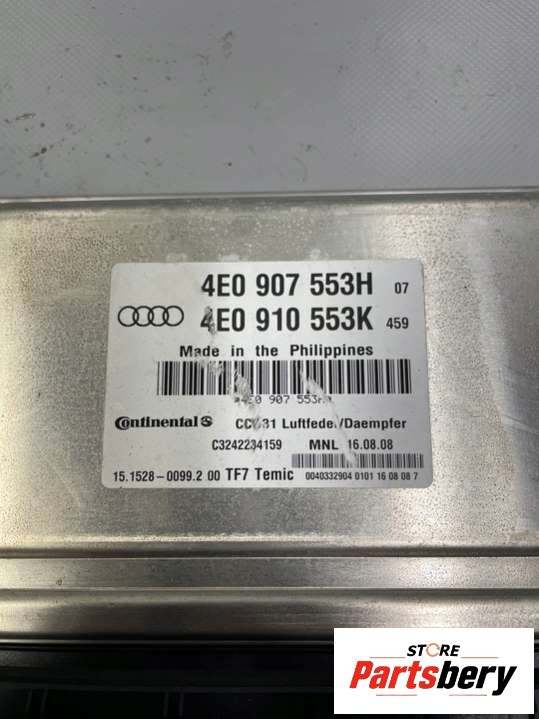 4E0 907 553H 07
4E0 910 553K 459
Made in the Philippines
*4E0 907 553H*
Continental
Luftfeder/Daempfer
C3242234159 MNL 16.08.08
15.1528-0099.2 00 TF7 Temic 0040332904 0101 16 08 08 7
STORE
Partsbery